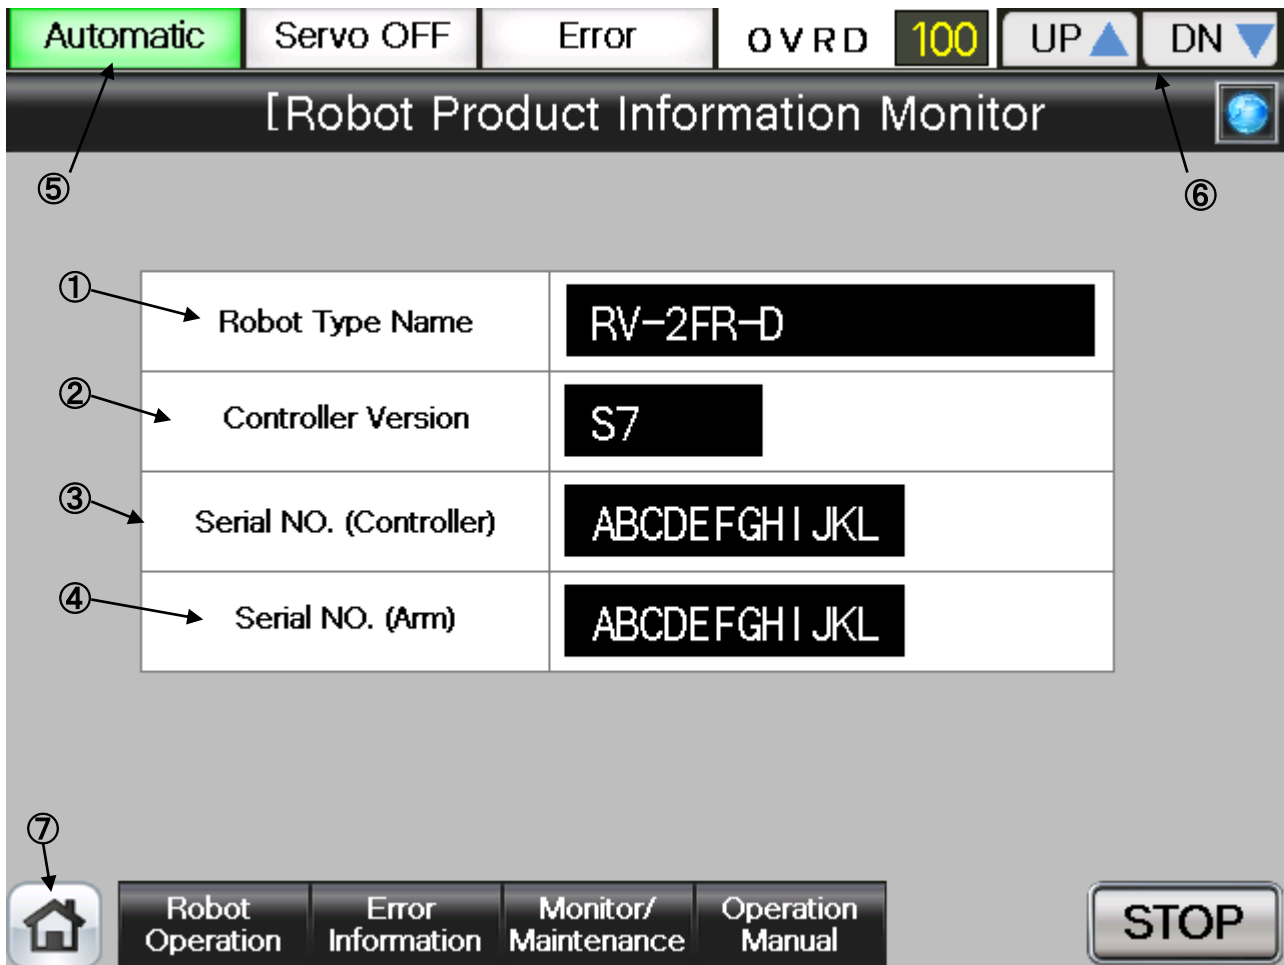 Automatic Servo OFF Error OVRD 100 UP DN
[Robot Product Information Monitor
⑤ ⑥
① Robot Type Name RV-2FR-D
② Controller Version S7
③ Serial NO. (Controller) ABCDEFGHIJKL
④ Serial NO. (Arm) ABCDEFGHIJKL
⑦
Robot Error Monitor/ Operation
Operation Information Maintenance Manual
STOP